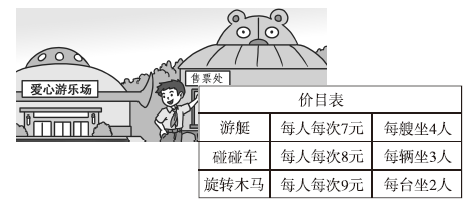 爱心游乐场
售票处
价目表
游艇 每人每次7元 每艘坐4人
碰碰车 每人每次8元 每辆坐3人
旋转木马 每人每次9元 每台坐2人